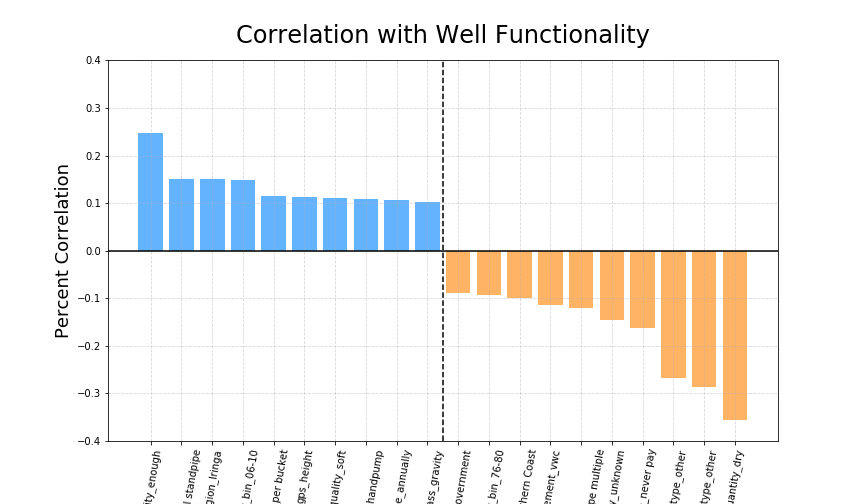 Correlation with Well Functionality
Percent Correlation
0.4
0.3
0.2
0.1
0.0
−0.1
−0.2
−0.3
−0.4
ity_enough
l standpipe
gion_Iringa
_bin_06-10
per bucket
gps_height
uality_soft
handpump
e_annually
ass_gravity
overnment
_bin_76-80
hern Coast
ement_vwc
pe multiple
y_unknown
_never pay
type_other
type_other
uantity_dry